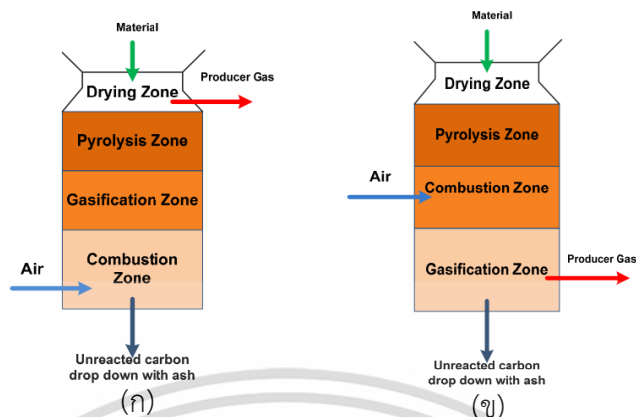 Material
Producer Gas
Drying Zone
Pyrolysis Zone
Gasification Zone
Air
Combustion
Zone
Unreacted carbon
drop down with ash
(ก)
Material
Drying Zone
Pyrolysis Zone
Air
Combustion
Zone
Producer Gas
Gasification Zone
Unreacted carbon
drop down with ash
(ข)